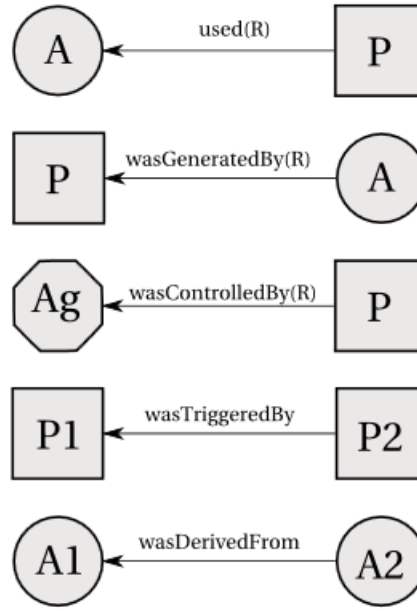 A used(R) P
P wasGeneratedBy(R) A
Ag wasControlledBy(R) P
P1 wasTriggeredBy P2
A1 wasDerivedFrom A2